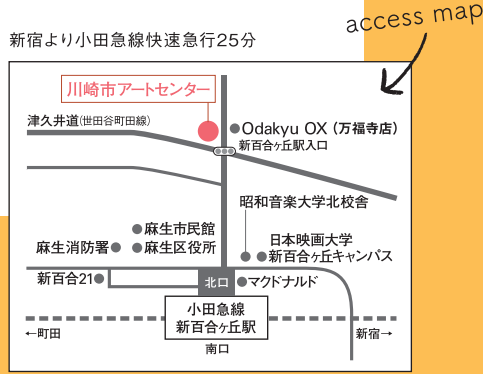 access map
新宿より小田急線快速急行25分
川崎市アートセンター
津久井道(世田谷町田線)
Odakyu OX (万福寺店)
新百合ヶ丘駅入口
昭和音楽大学北校舎
麻生市民館
麻生消防署
麻生区役所
日本映画大学
新百合ヶ丘キャンパス
新百合21
北口
マクドナルド
小田急線
新百合ヶ丘駅
←町田
新宿→
南口